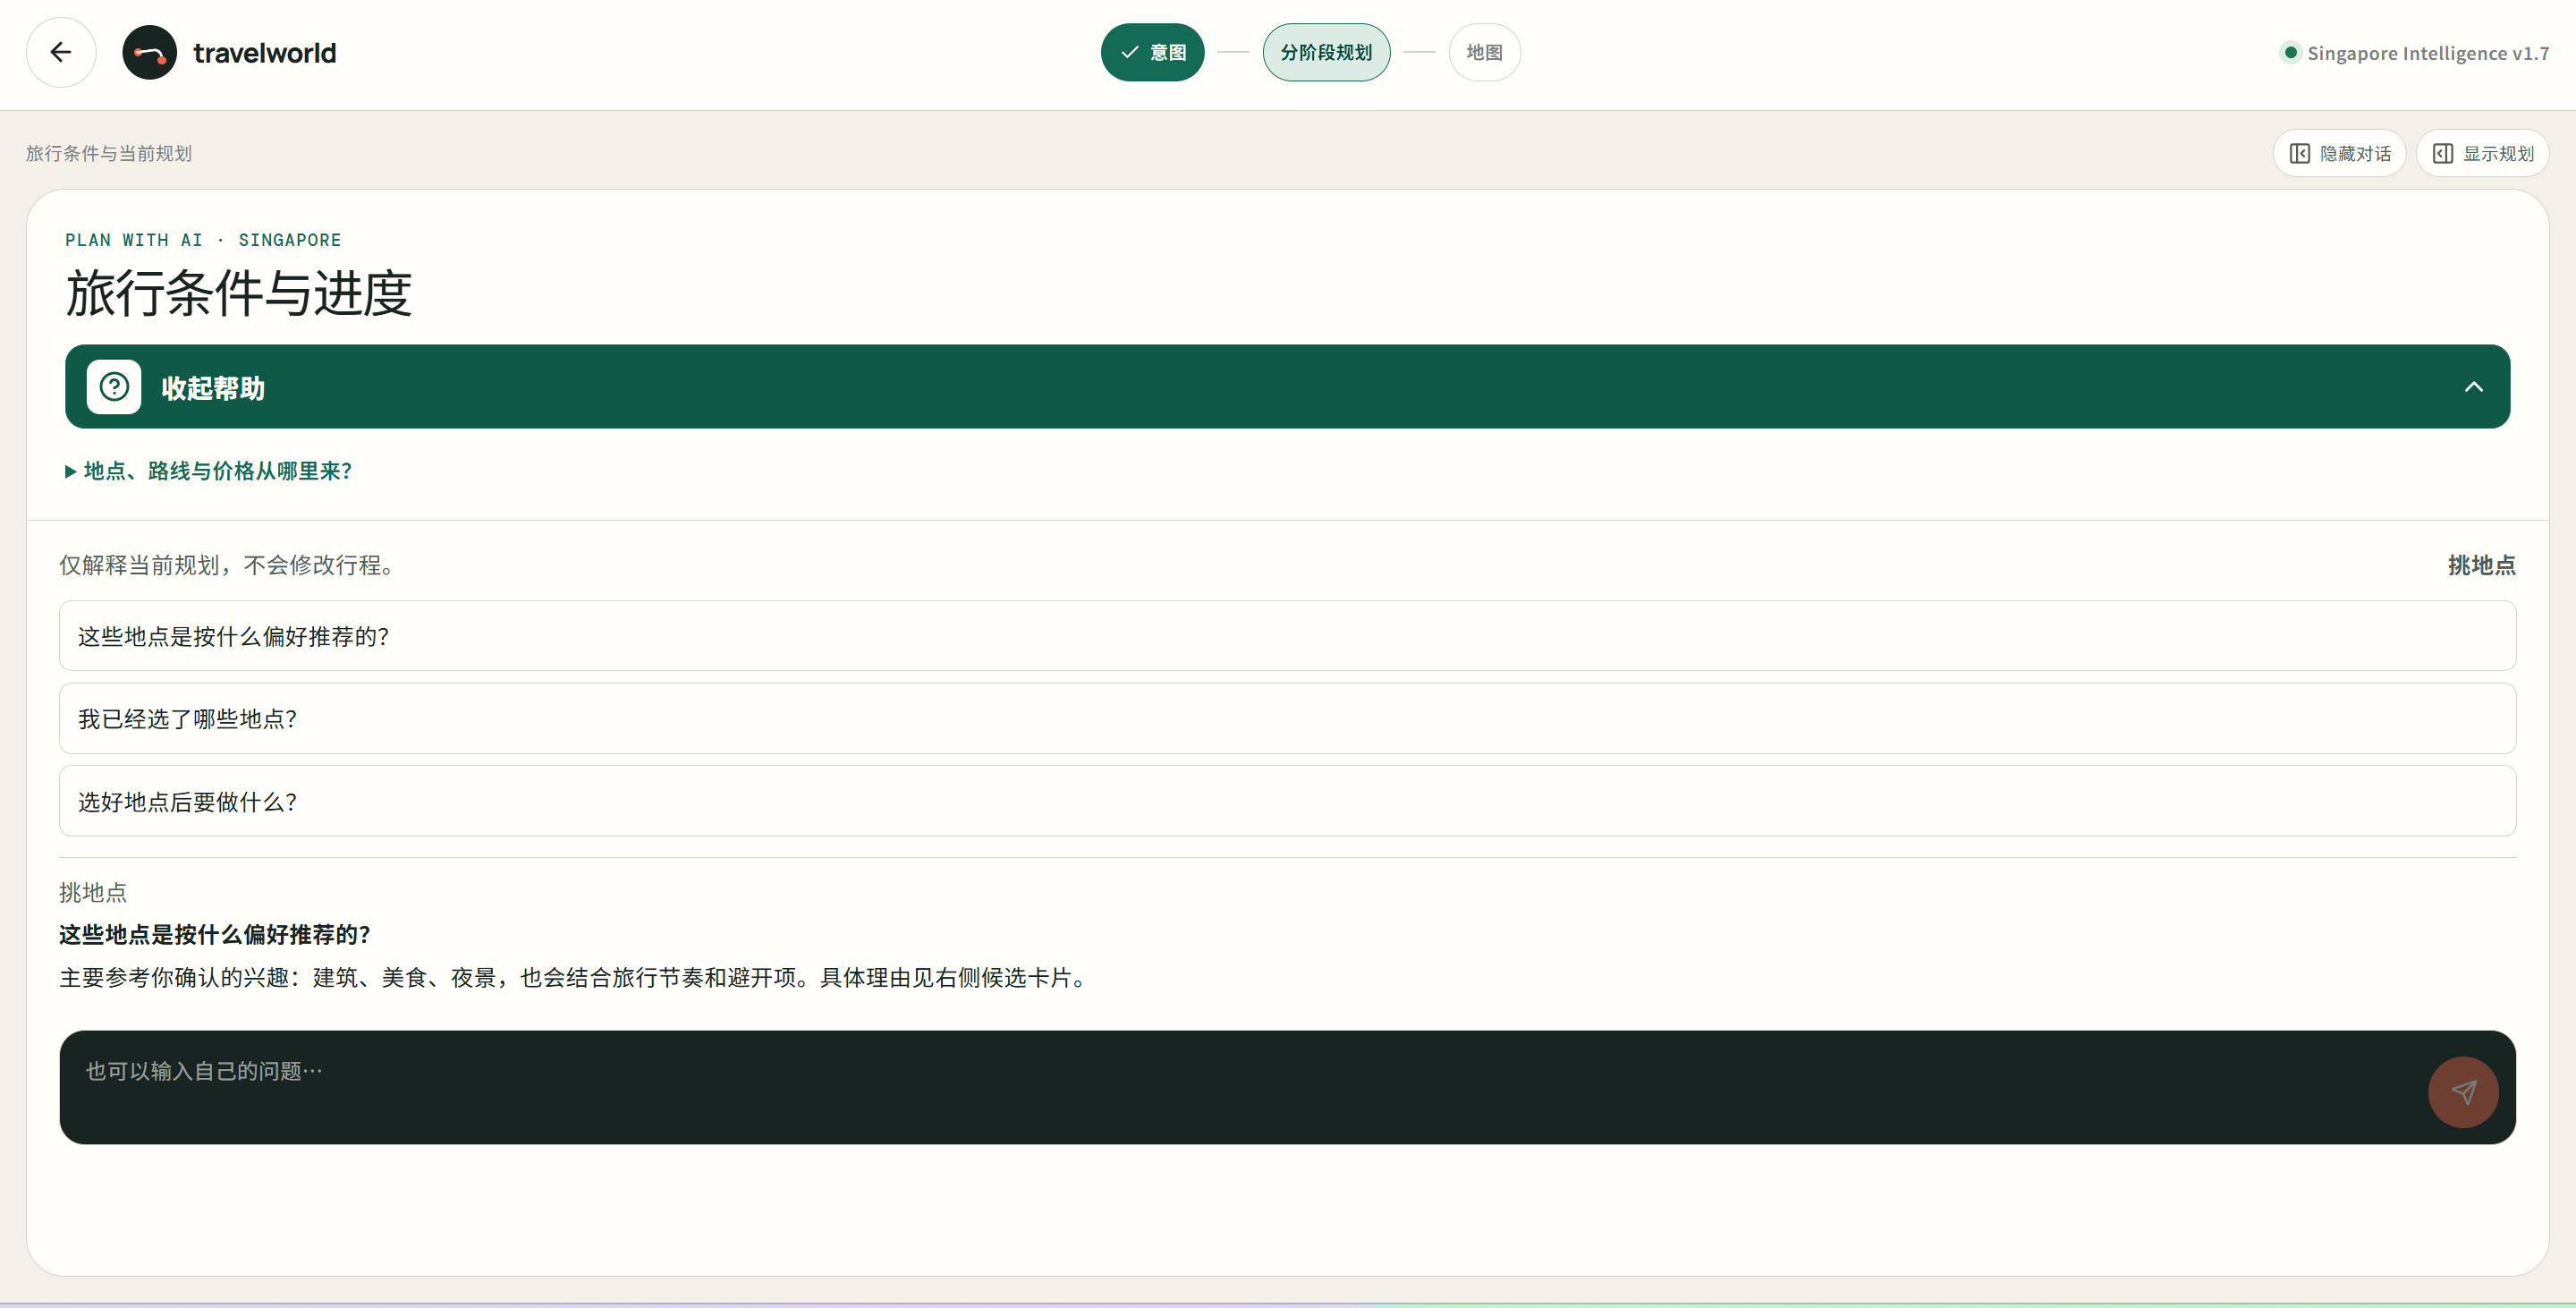 travelworld
意图
分阶段规划
地图
Singapore Intelligence v1.7
旅行条件与当前规划
隐藏对话
显示规划
PLAN WITH AI · SINGAPORE
旅行条件与进度
收起帮助
地点、路线与价格从哪里来？
仅解释当前规划，不会修改行程。
挑地点
这些地点是按什么偏好推荐的？
我已经选了哪些地点？
选好地点后要做什么？
挑地点
这些地点是按什么偏好推荐的？
主要参考你确认的兴趣：建筑、美食、夜景，也会结合旅行节奏和避开项。具体理由见右侧候选卡片。
也可以输入自己的问题…